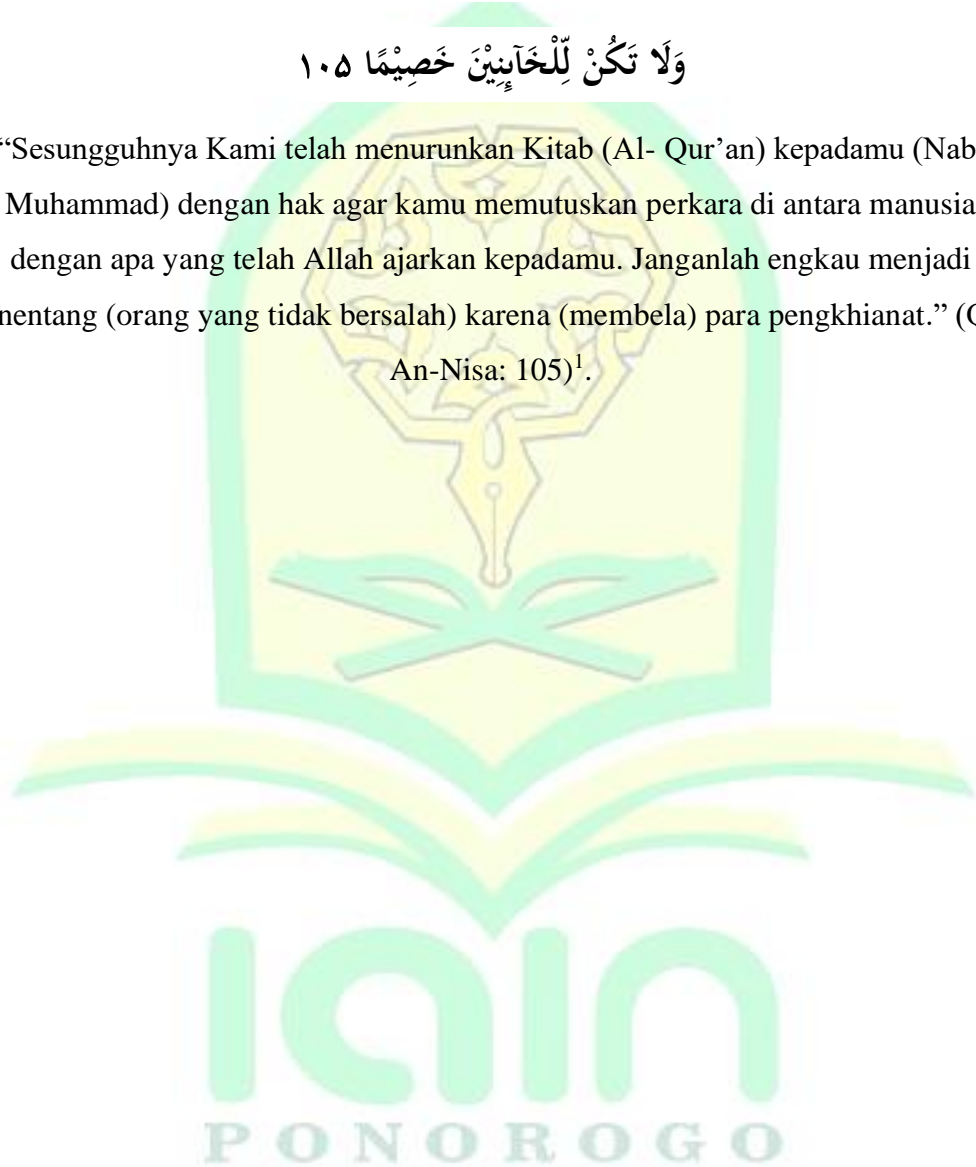 وَلَا تَكُنْ لِّلْخَاۤىِٕنِيْنَ خَصِيْمًا ١٠٥
“Sesungguhnya Kami telah menurunkan Kitab (Al- Qur’an) kepadamu (Nab
Muhammad) dengan hak agar kamu memutuskan perkara di antara manusia
dengan apa yang telah Allah ajarkan kepadamu. Janganlah engkau menjadi
nentang (orang yang tidak bersalah) karena (membela) para pengkhianat.” (
An-Nisa: 105)¹.
iain
PONOROGO